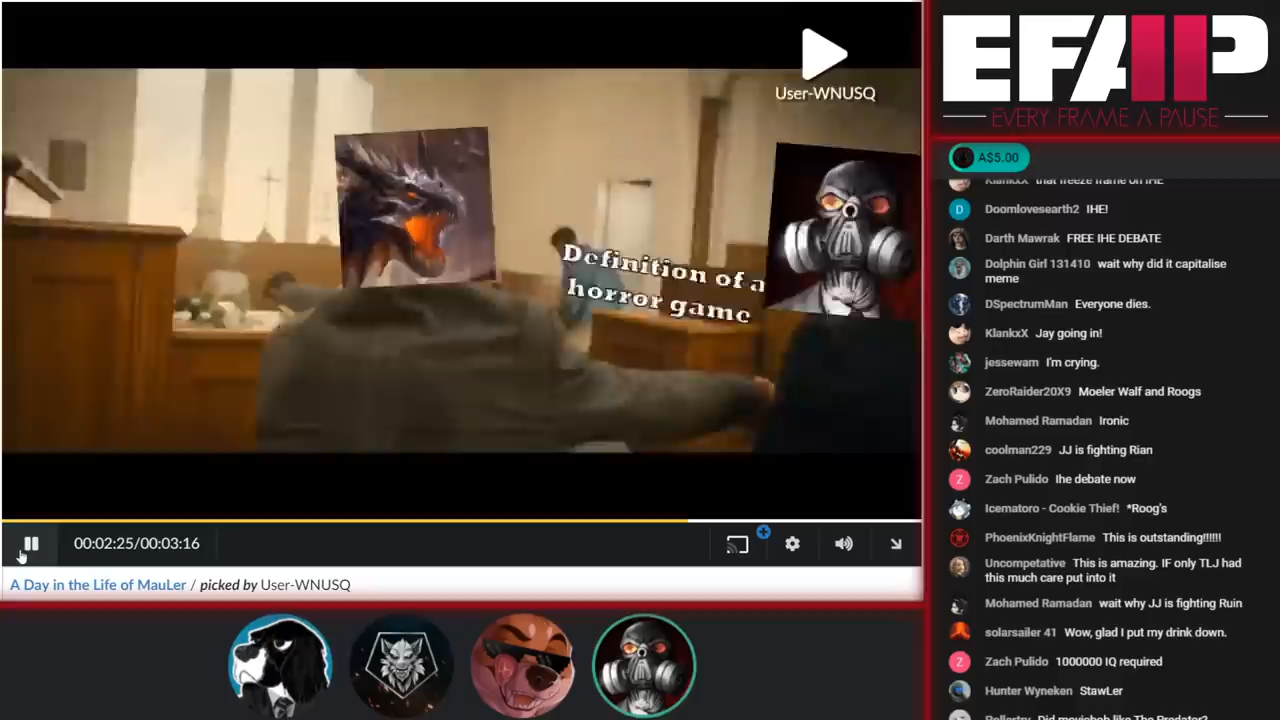 User-WNUSQ
Definition of a
horror game
00:02:25/00:03:16
A Day in the Life of MauLer / picked by User-WNUSQ
EFAP
EVERY FRAME A PAUSE
A$5.00
KlankxX that freeze frame on IHE
Doomlovesearth2 IHE!
Darth Mawrak FREE IHE DEBATE
Dolphin Girl 131410 wait why did it capitalise
meme
DSpectrumMan Everyone dies.
KlankxX Jay going in!
jessewam I'm crying.
ZeroRaider20X9 Moeler Walf and Roogs
Mohamed Ramadan Ironic
coolman229 JJ is fighting Rian
Z Zach Pulido Ihe debate now
Icematoro - Cookie Thief! *Roog's
PhoenixKnightFlame This is outstanding!!!!!!
Uncompetative This is amazing. IF only TLJ had
this much care put into it
Mohamed Ramadan wait why JJ is fighting Ruin
solarsailer 41 Wow, glad I put my drink down.
Z Zach Pulido 1000000 IQ required
Hunter Wyneken StawLer